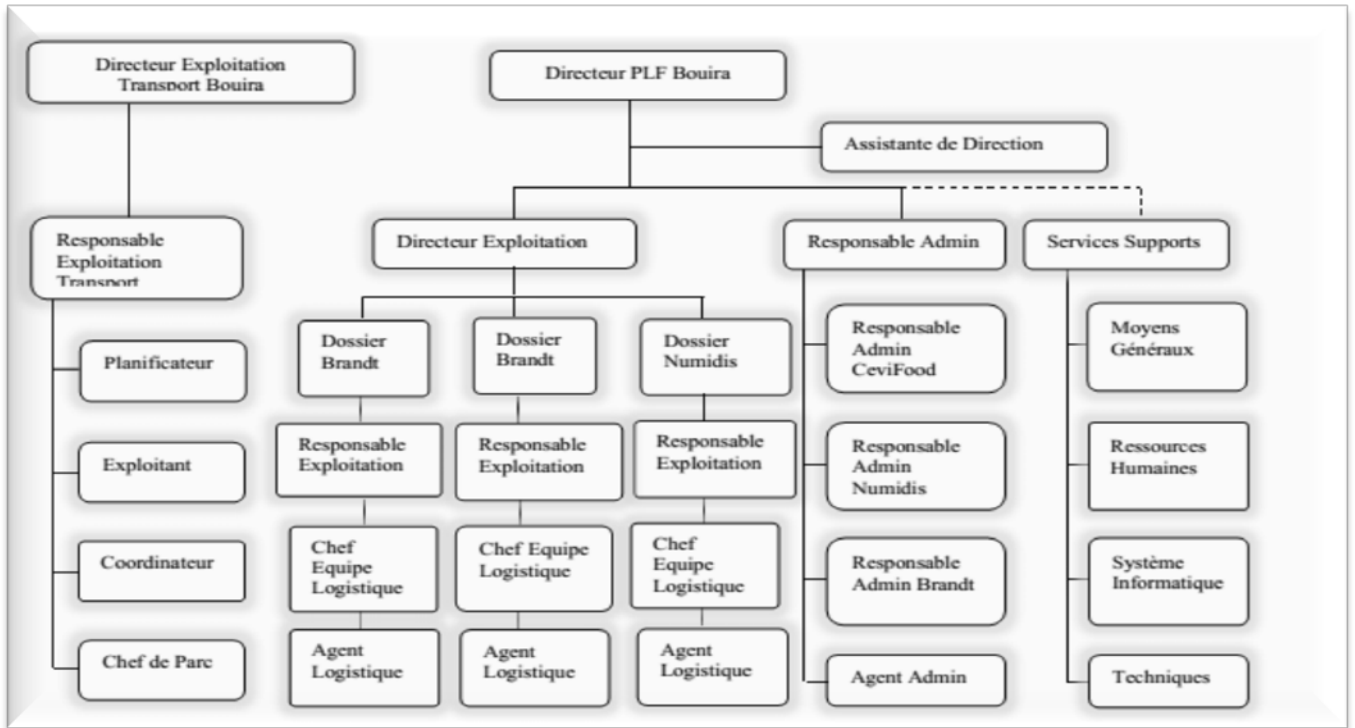 Directeur Exploitation
Transport Bouira
Directeur PLF Bouira
Assistante de Direction
Responsable
Exploitation
Transport
Directeur Exploitation
Responsable Admin
Services Supports
Planificateur
Exploitant
Coordinateur
Chef de Parc
Dossier
Brandt
Responsable
Exploitation
Chef
Equipe
Logistique
Agent
Logistique
Dossier
Brandt
Responsable
Exploitation
Chef Equipe
Logistique
Agent
Logistique
Dossier
Numidis
Responsable
Exploitation
Chef
Equipe
Logistique
Agent
Logistique
Responsable
Admin
CeviFood
Responsable
Admin
Numidis
Responsable
Admin Brandt
Agent Admin
Moyens
Généraux
Ressources
Humaines
Système
Informatique
Techniques